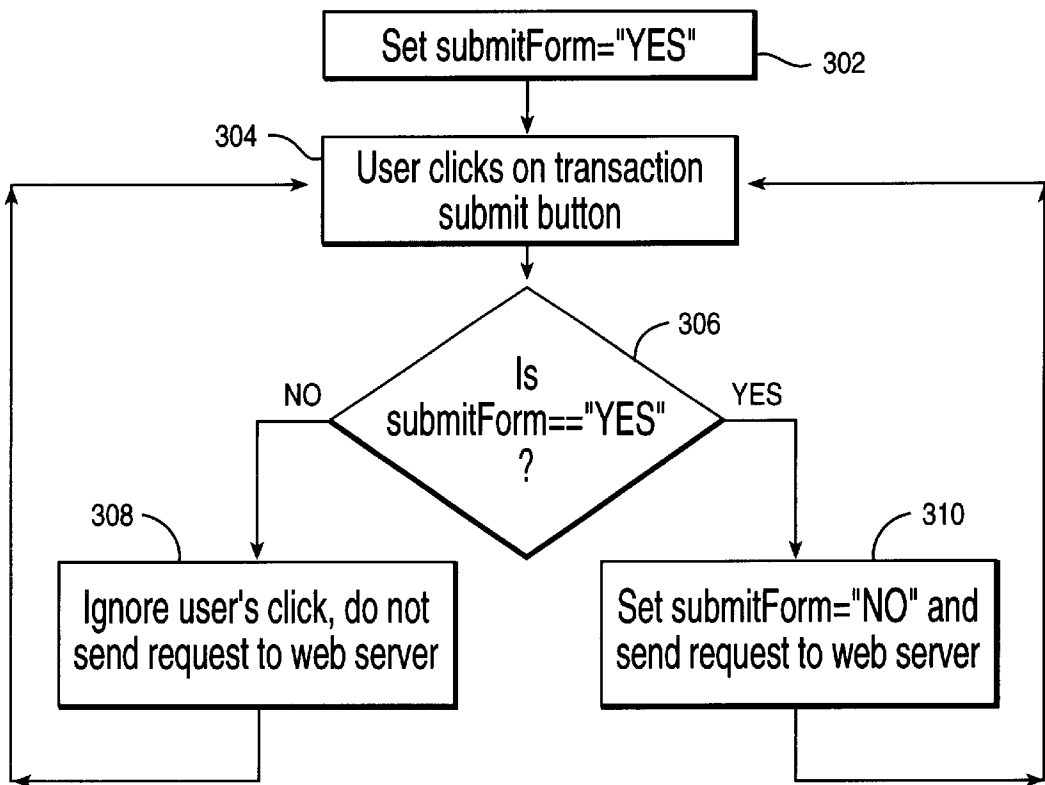 Set submitForm="YES"
302
304
User clicks on transaction
submit button
306
Is
submitForm=="YES"
?
NO
YES
308
310
Ignore user's click, do not
send request to web server
Set submitForm="NO" and
send request to web server